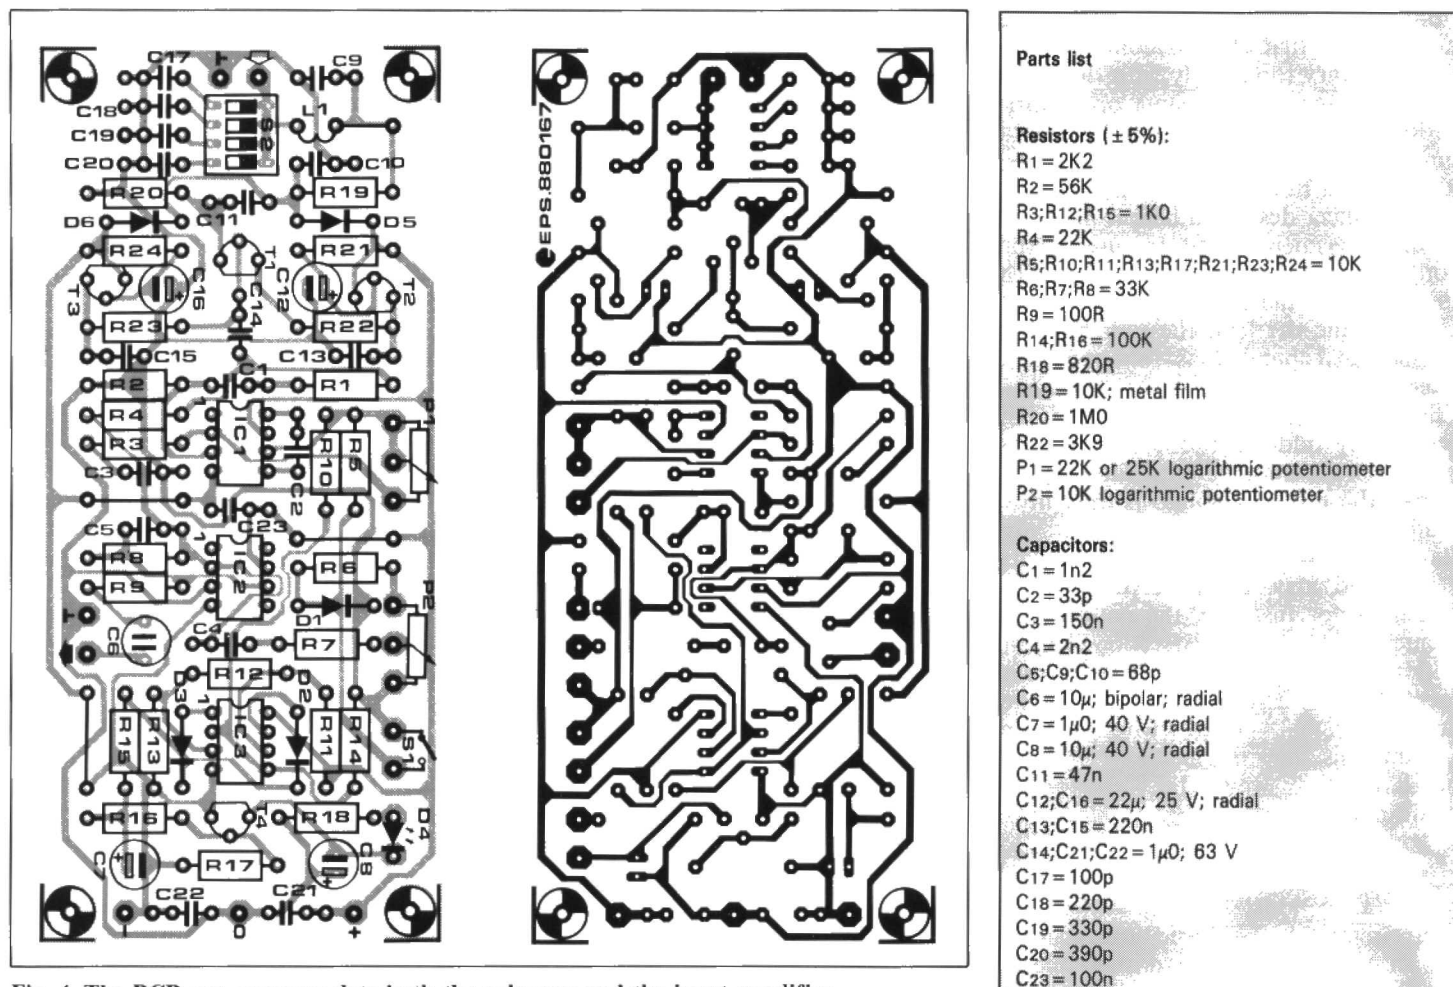 C17
C9
C18
C19
C20
S2
L1
C10
R20
R19
D6
C11
D5
R24
R21
T1
T3
C16
C14
C12
T2
R23
R22
C15
C13
R2
C1
R1
R4
IC1
P1
R3
R10
R5
C3
C2
C23
C5
R8
IC2
R6
R9
P2
D1
C6
C4
R7
R12
D3
D2
R15
R13
IC3
R11
R14
S1
R16
T4
R18
D4
C7
R17
C8
C22
C21
0
+
EPS.880167
Parts list
Resistors (±5%):
R1 = 2K2
R2 = 56K
R3;R12;R15 = 1K0
R4 = 22K
R5;R10;R11;R13;R17;R21;R23;R24 = 10K
R6;R7;R8 = 33K
R9 = 100R
R14;R16 = 100K
R18 = 820R
R19 = 10K; metal film
R20 = 1M0
R22 = 3K9
P1 = 22K or 25K logarithmic potentiometer
P2 = 10K logarithmic potentiometer
Capacitors:
C1 = 1n2
C2 = 33p
C3 = 150n
C4 = 2n2
C5;C9;C10 = 68p
C6 = 10µ; bipolar; radial
C7 = 1µ0; 40 V; radial
C8 = 10µ; 40 V; radial
C11 = 47n
C12;C16 = 22µ; 25 V; radial
C13;C15 = 220n
C14;C21;C22 = 1µ0; 63 V
C17 = 100p
C18 = 220p
C19 = 330p
C20 = 390p
C23 = 100n